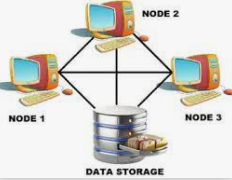 NODE 2
NODE 1
NODE 3
DATA STORAGE